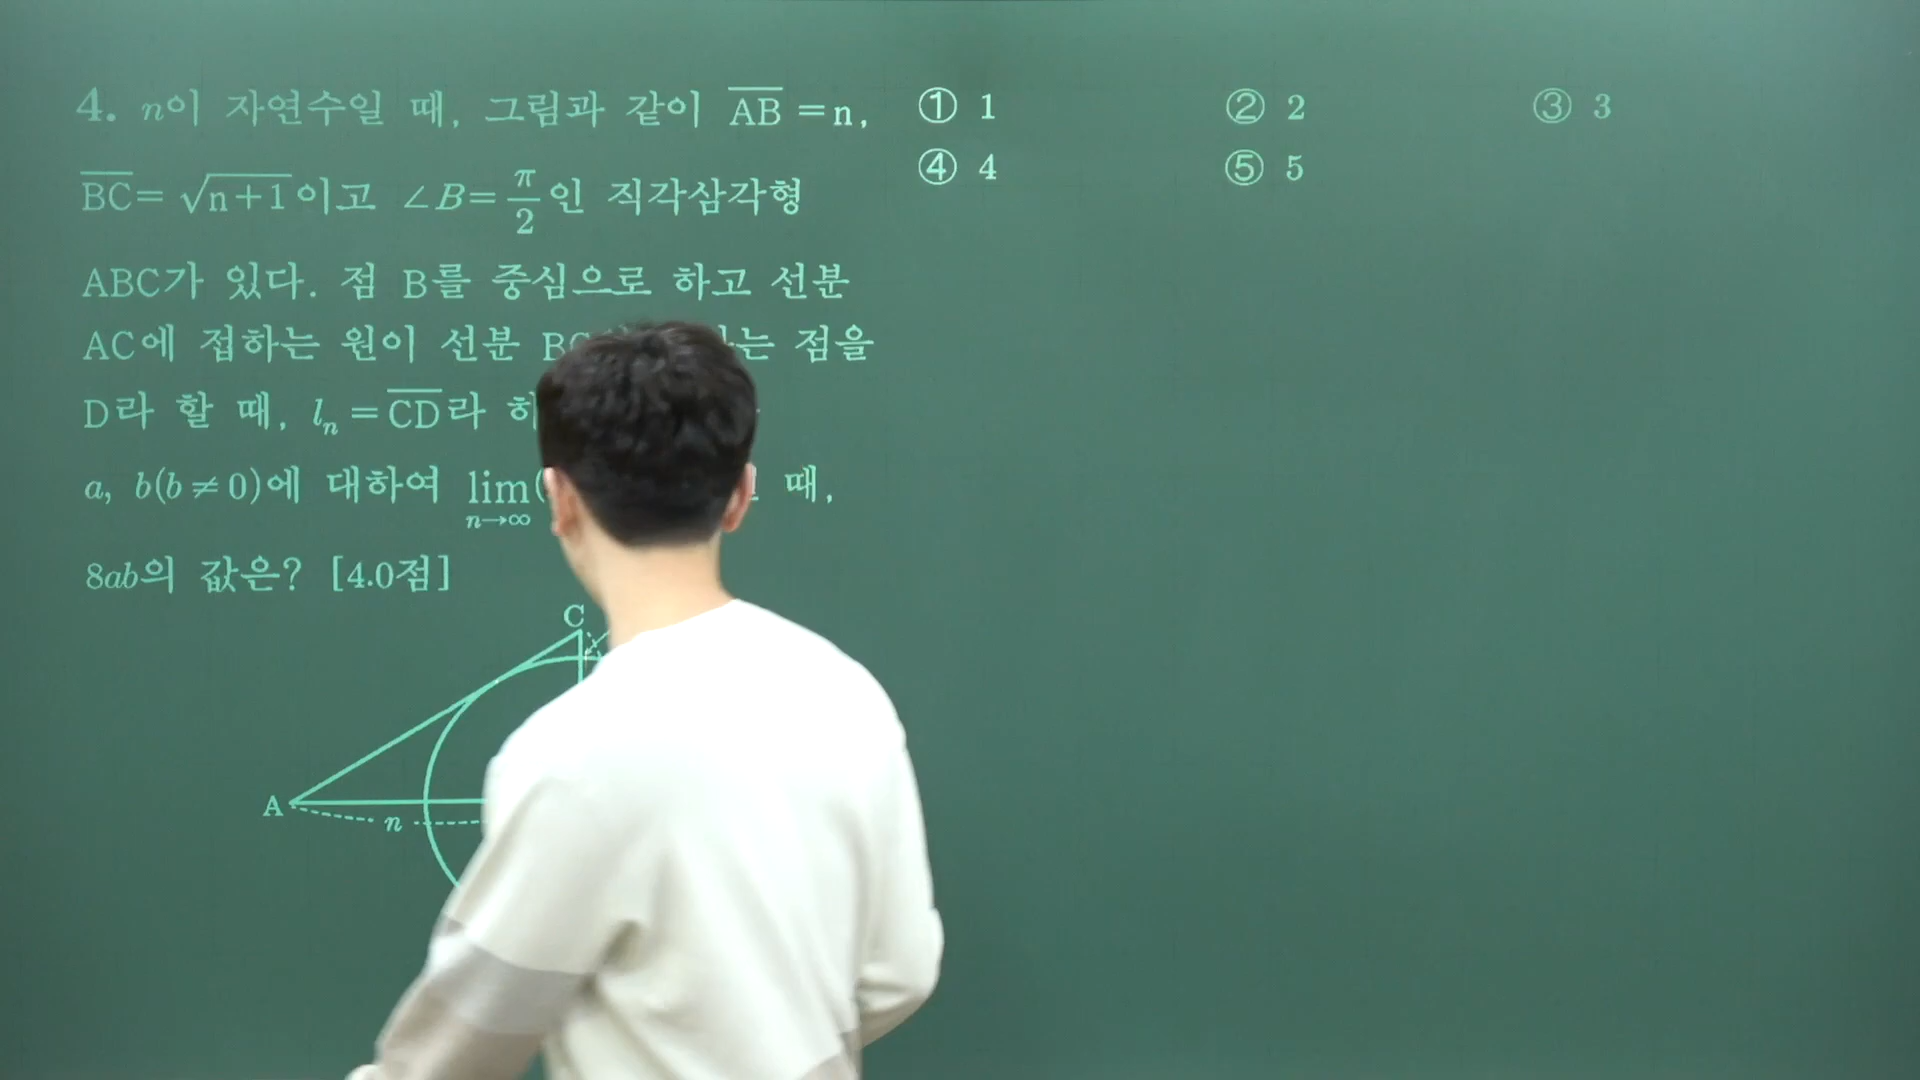 4. n이 자연수일 때, 그림과 같이 AB = n,
① 1 ② 2 ③ 3
④ 4 ⑤ 5
BC = √n+1 이고 ∠B = π/2 인 직각삼각형
ABC가 있다. 점 B를 중심으로 하고 선분
AC에 접하는 원이 선분 점을
D라 할 때, lₙ = CD라
a, b(b ≠ 0)에 대하여 lim n→∞ 때,
8ab의 값은? [4.0점]
C
A n